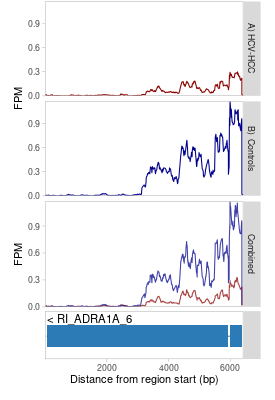 0.9
0.6
0.3
0.0
FPM
A) HCV-HCC
0.9
0.6
0.3
0.0
FPM
B) Controls
0.9
0.6
0.3
0.0
FPM
Combined
< RI_ADRA1A_6
2000
4000
6000
Distance from region start (bp)